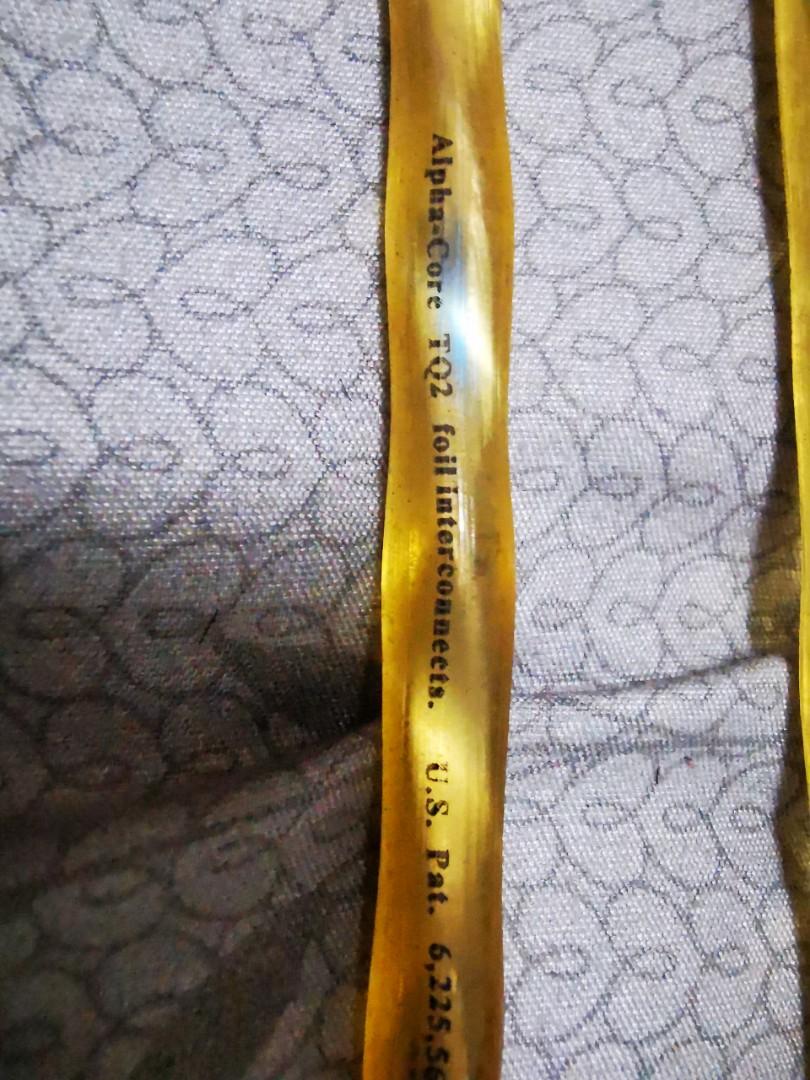 Alpha-Core TQ2 foil interconnects. U.S. Pat. 6,225,56